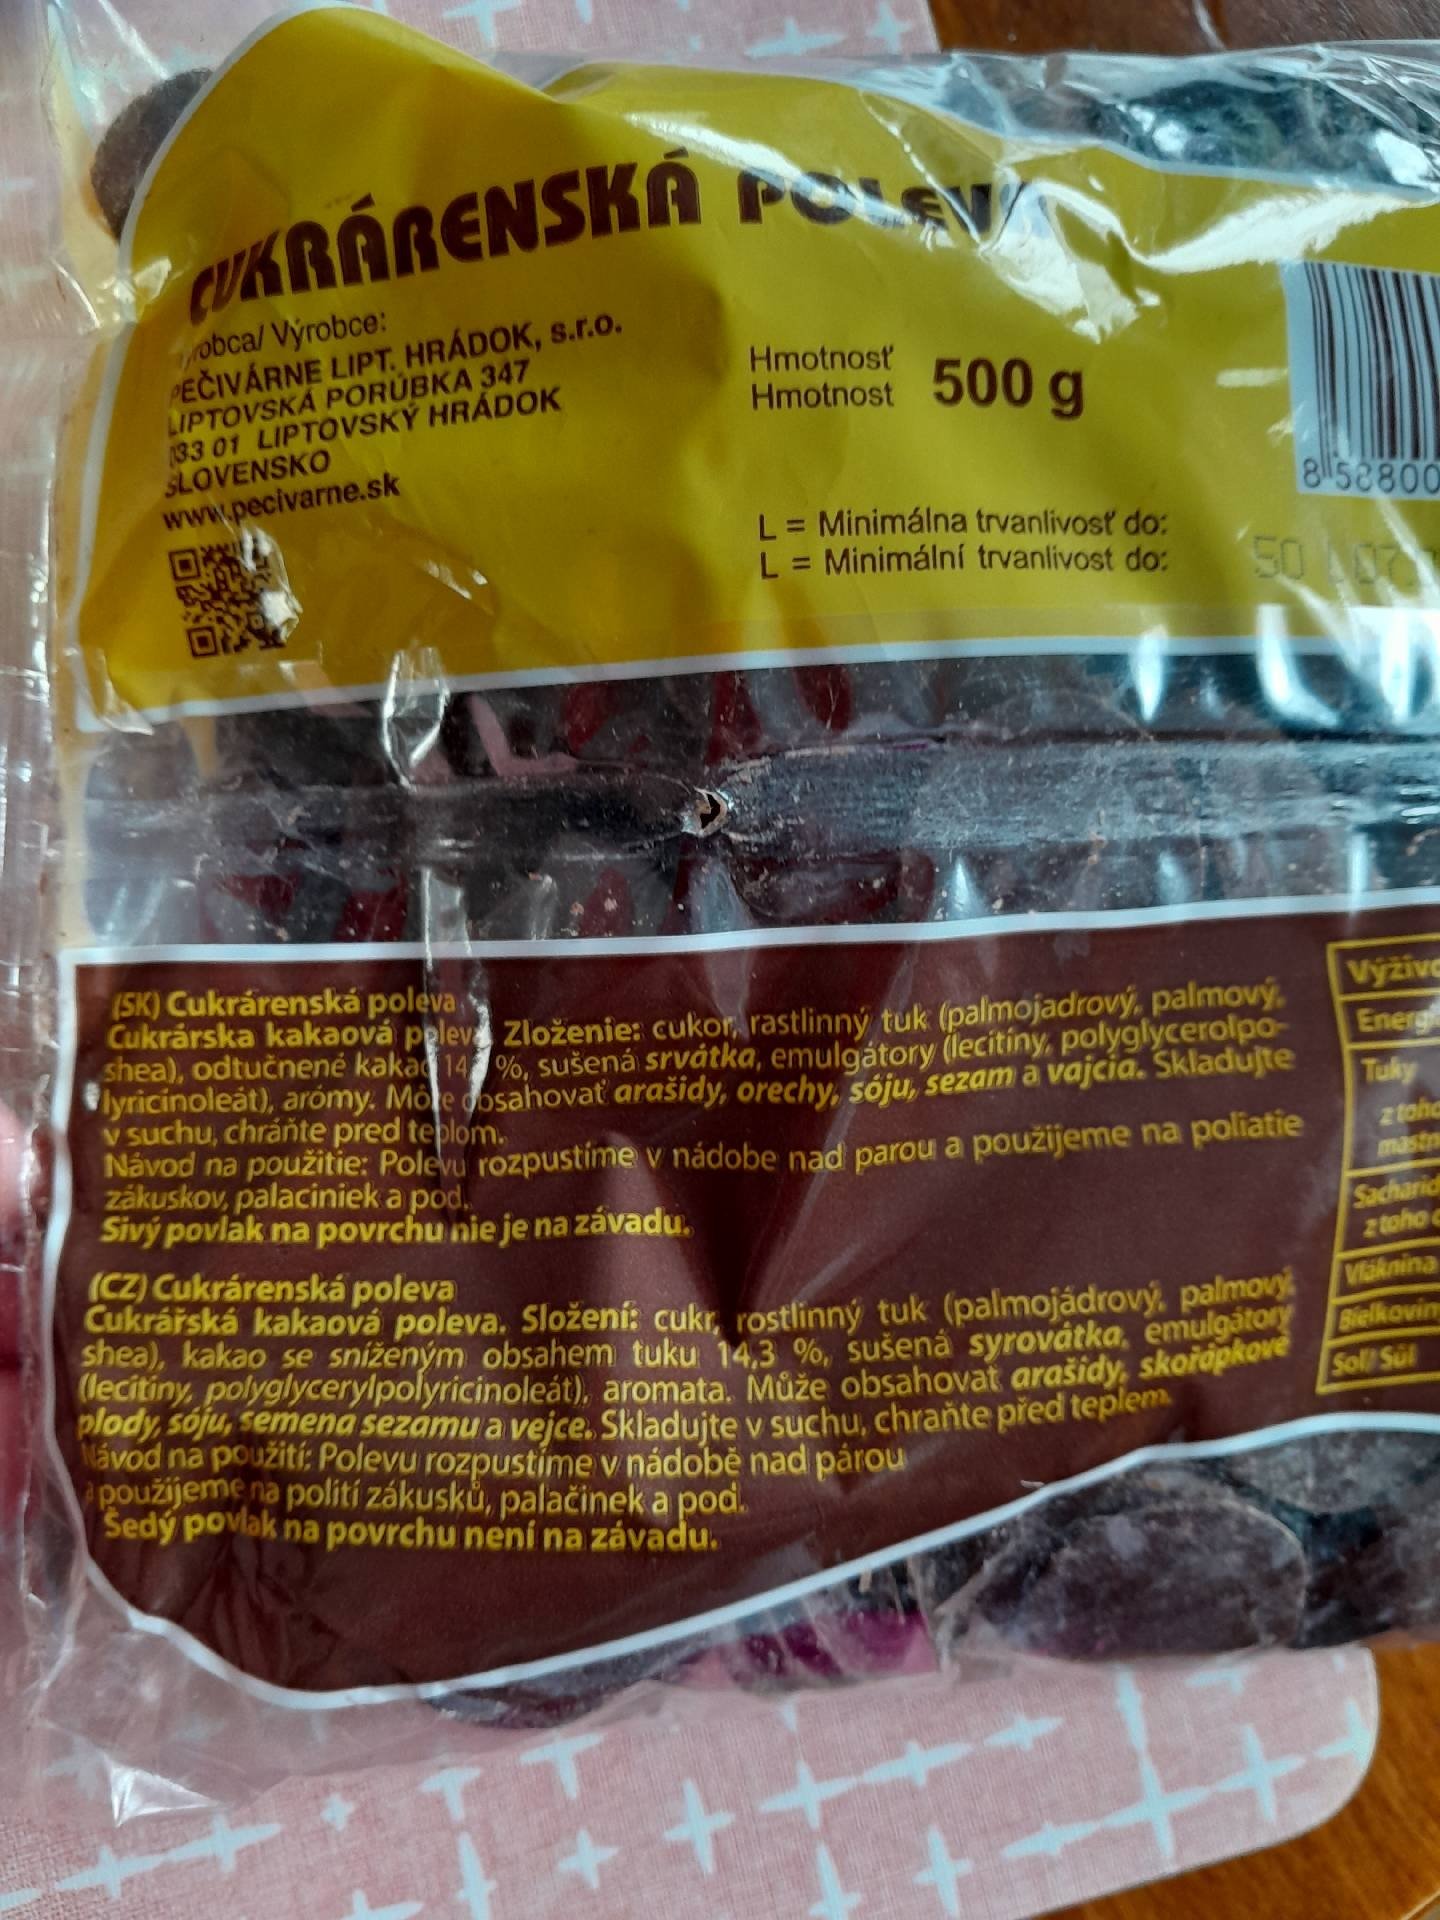 CUKRÁRENSKÁ POLEVA
robca/ Výrobce:
PEČIVÁRNE LIPT. HRÁDOK, s.r.o.
LIPTOVSKÁ PORÚBKA 347
033 01 LIPTOVSKÝ HRÁDOK
SLOVENSKO
www.pecivarne.sk
Hmotnosť
Hmotnost 500 g
8 58800
L = Minimálna trvanlivosť do:
L = Minimální trvanlivost do:
(SK) Cukrárenská poleva
Cukrárska kakaová poleva Zloženie: cukor, rastlinný tuk (palmojadrový, palmový,
shea), odtučnené kakao 14 %, sušená srvátka, emulgátory (lecitíny, polyglycerolpo-
lyricinoleát), arómy. Môže obsahovať arašidy, orechy, sóju, sezam a vajcia. Skladujte
v suchu, chráňte pred teplom.
Návod na použitie: Polevu rozpustíme v nádobe nad parou a použijeme na poliatie
zákuskov, palaciniek a pod.
Sivý povlak na povrchu nie je na závadu.
(CZ) Cukrárenská poleva
Cukrářská kakaová poleva. Složení: cukr, rostlinný tuk (palmojádrový, palmový,
shea), kakao se sníženým obsahem tuku 14,3 %, sušená syrovátka, emulgátory
(lecitiny, polyglycerylpolyricinoleát), aromata. Může obsahovat arašídy, skořápkové
plody, sóju, semena sezamu a vejce. Skladujte v suchu, chraňte před teplem.
Návod na použití: Polevu rozpustíme v nádobě nad párou
a použijeme na polití zákusků, palačinek a pod.
Šedý povlak na povrchu není na závadu.
Výživo
Energ
Tuky
z toho
mastn
Sacharid
z toho c
Vláknina
Bielkovin
Soľ/ Sůl